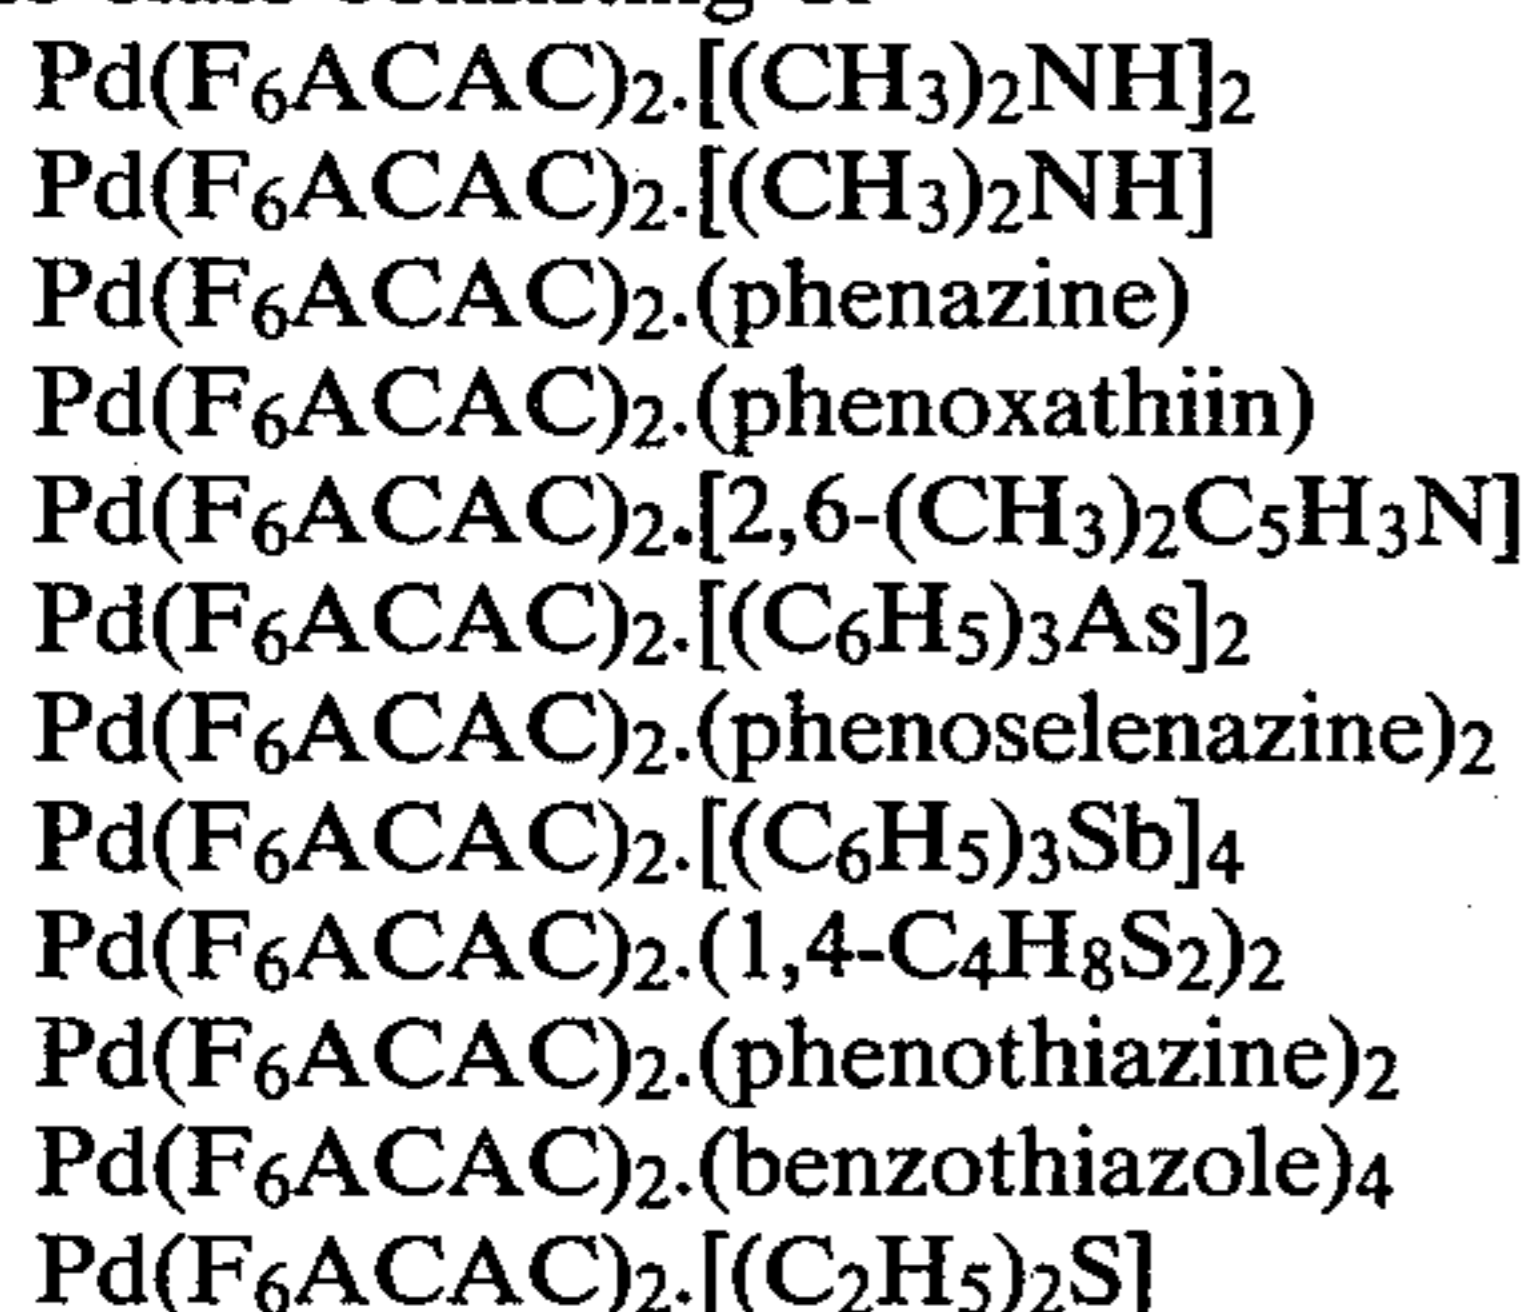 Pd(F6ACAC)2.[(CH3)2NH]2
Pd(F6ACAC)2.[(CH3)2NH]
Pd(F6ACAC)2.(phenazine)
Pd(F6ACAC)2.(phenoxathiin)
Pd(F6ACAC)2.[2,6-(CH3)2C5H3N]
Pd(F6ACAC)2.[(C6H5)3As]2
Pd(F6ACAC)2.(phenoselenazine)2
Pd(F6ACAC)2.[(C6H5)3Sb]4
Pd(F6ACAC)2.(1,4-C4H8S2)2
Pd(F6ACAC)2.(phenothiazine)2
Pd(F6ACAC)2.(benzothiazole)4
Pd(F6ACAC)2.[(C2H5)2S]